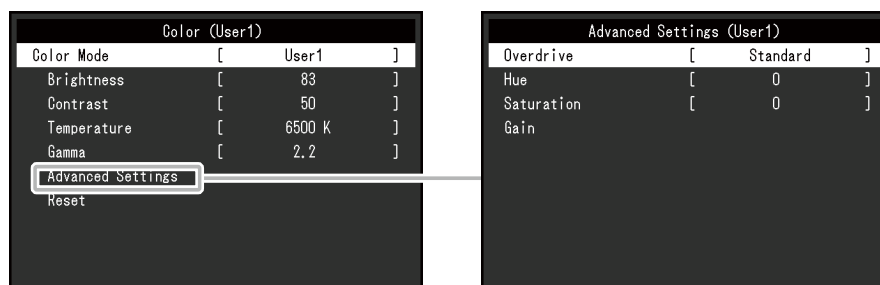 Color (User1)
Color Mode [ User1 ]
Brightness [ 83 ]
Contrast [ 50 ]
Temperature [ 6500 K ]
Gamma [ 2.2 ]
Advanced Settings
Reset
Advanced Settings (User1)
Overdrive [ Standard ]
Hue [ 0 ]
Saturation [ 0 ]
Gain